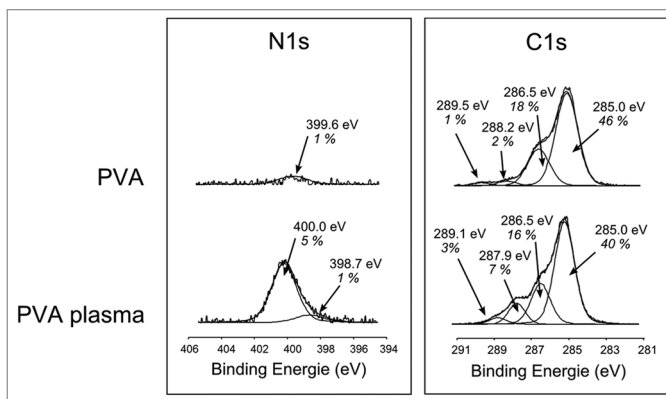 N1s
C1s
PVA
399.6 eV
1 %
289.5 eV
1 %
288.2 eV
2 %
286.5 eV
18 %
285.0 eV
46 %
PVA plasma
400.0 eV
5 %
398.7 eV
1 %
289.1 eV
3%
287.9 eV
7 %
286.5 eV
16 %
285.0 eV
40 %
406 404 402 400 398 396 394
Binding Energie (eV)
291 289 287 285 283 281
Binding Energie (eV)